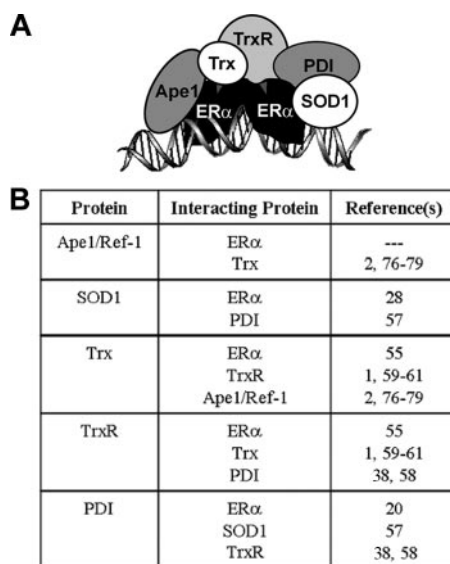 A
TrxR
Trx
PDI
Ape1
SOD1
ERα ERα
B
Protein Interacting Protein Reference(s)
Ape1/Ref-1 ERα ---
Trx 2, 76-79
SOD1 ERα 28
PDI 57
Trx ERα 55
TrxR 1, 59-61
Ape1/Ref-1 2, 76-79
TrxR ERα 55
Trx 1, 59-61
PDI 38, 58
PDI ERα 20
SOD1 57
TrxR 38, 58